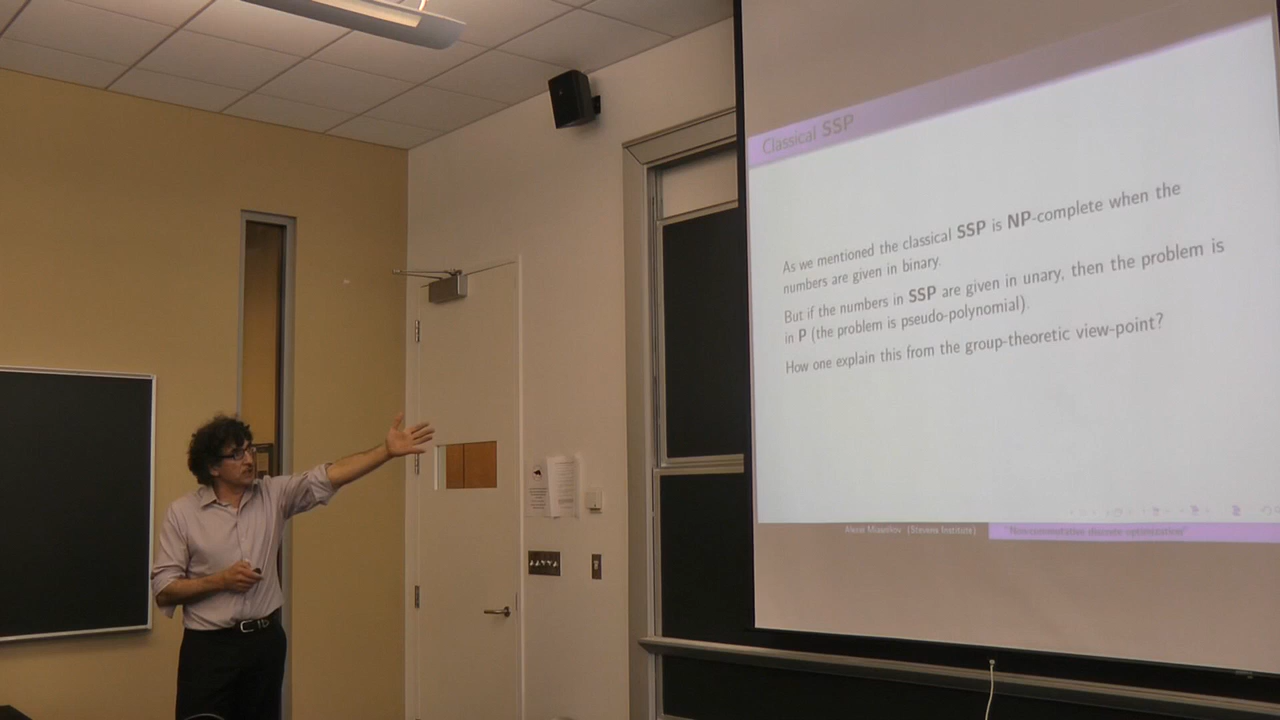 Classical SSP
As we mentioned the classical SSP is NP-complete when the
numbers are given in binary.
But if the numbers in SSP are given in unary, then the problem is
in P (the problem is pseudo-polynomial).
How one explain this from the group-theoretic view-point?
Alexei Miasnikov (Stevens Institute)
"Non-commutative discrete optimization"